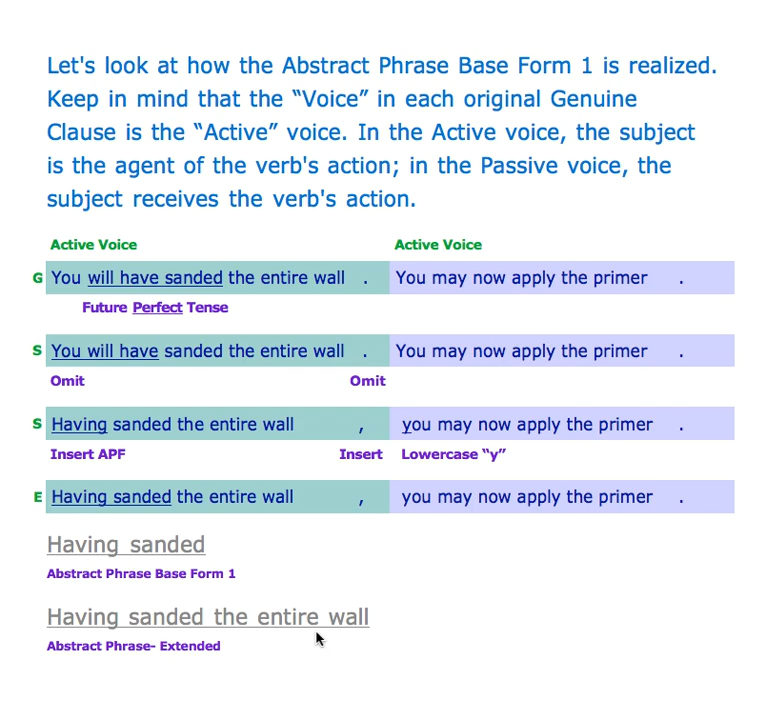 Let's look at how the Abstract Phrase Base Form 1 is realized.
Keep in mind that the “Voice” in each original Genuine
Clause is the “Active” voice. In the Active voice, the subject
is the agent of the verb's action; in the Passive voice, the
subject receives the verb's action.
Active Voice Active Voice
G You will have sanded the entire wall . You may now apply the primer .
Future Perfect Tense
S You will have sanded the entire wall . You may now apply the primer .
Omit Omit
S Having sanded the entire wall , you may now apply the primer .
Insert APF Insert Lowercase “y”
E Having sanded the entire wall , you may now apply the primer .
Having sanded
Abstract Phrase Base Form 1
Having sanded the entire wall
Abstract Phrase- Extended